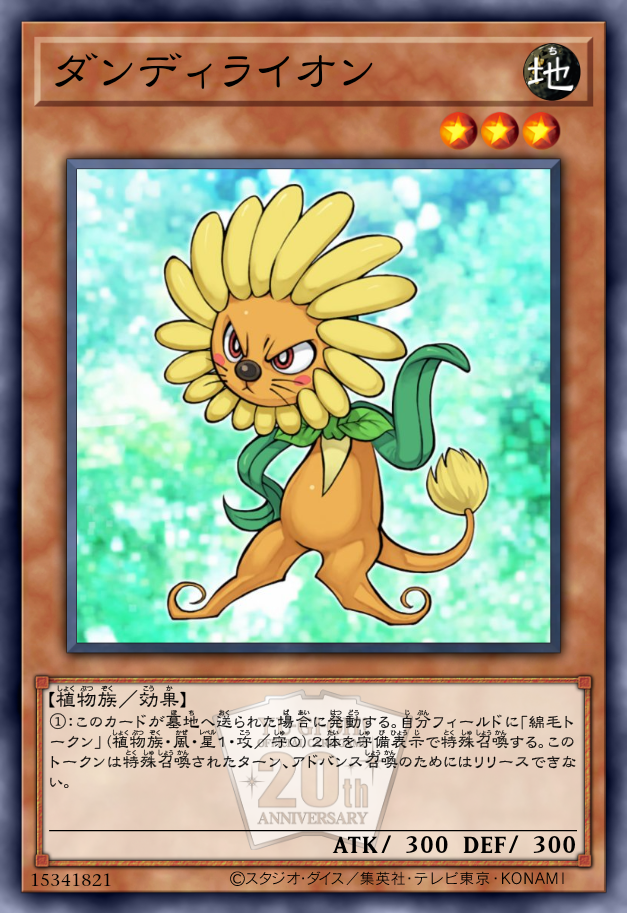 ダンディライオン
地
ち
【植物族／効果】
①：このカードが墓地へ送られた場合に発動する。自分フィールドに「綿毛ト
ークン」（植物族・風・星１・攻／守０）２体を守備表示で特殊召喚する。この
トークンは特殊召喚されたターン、アドバンス召喚のためにはリリースできな
い。
20th
ANNIVERSARY
ATK/ 300 DEF/ 300
15341821
©スタジオ・ダイス／集英社・テレビ東京・KONAMI